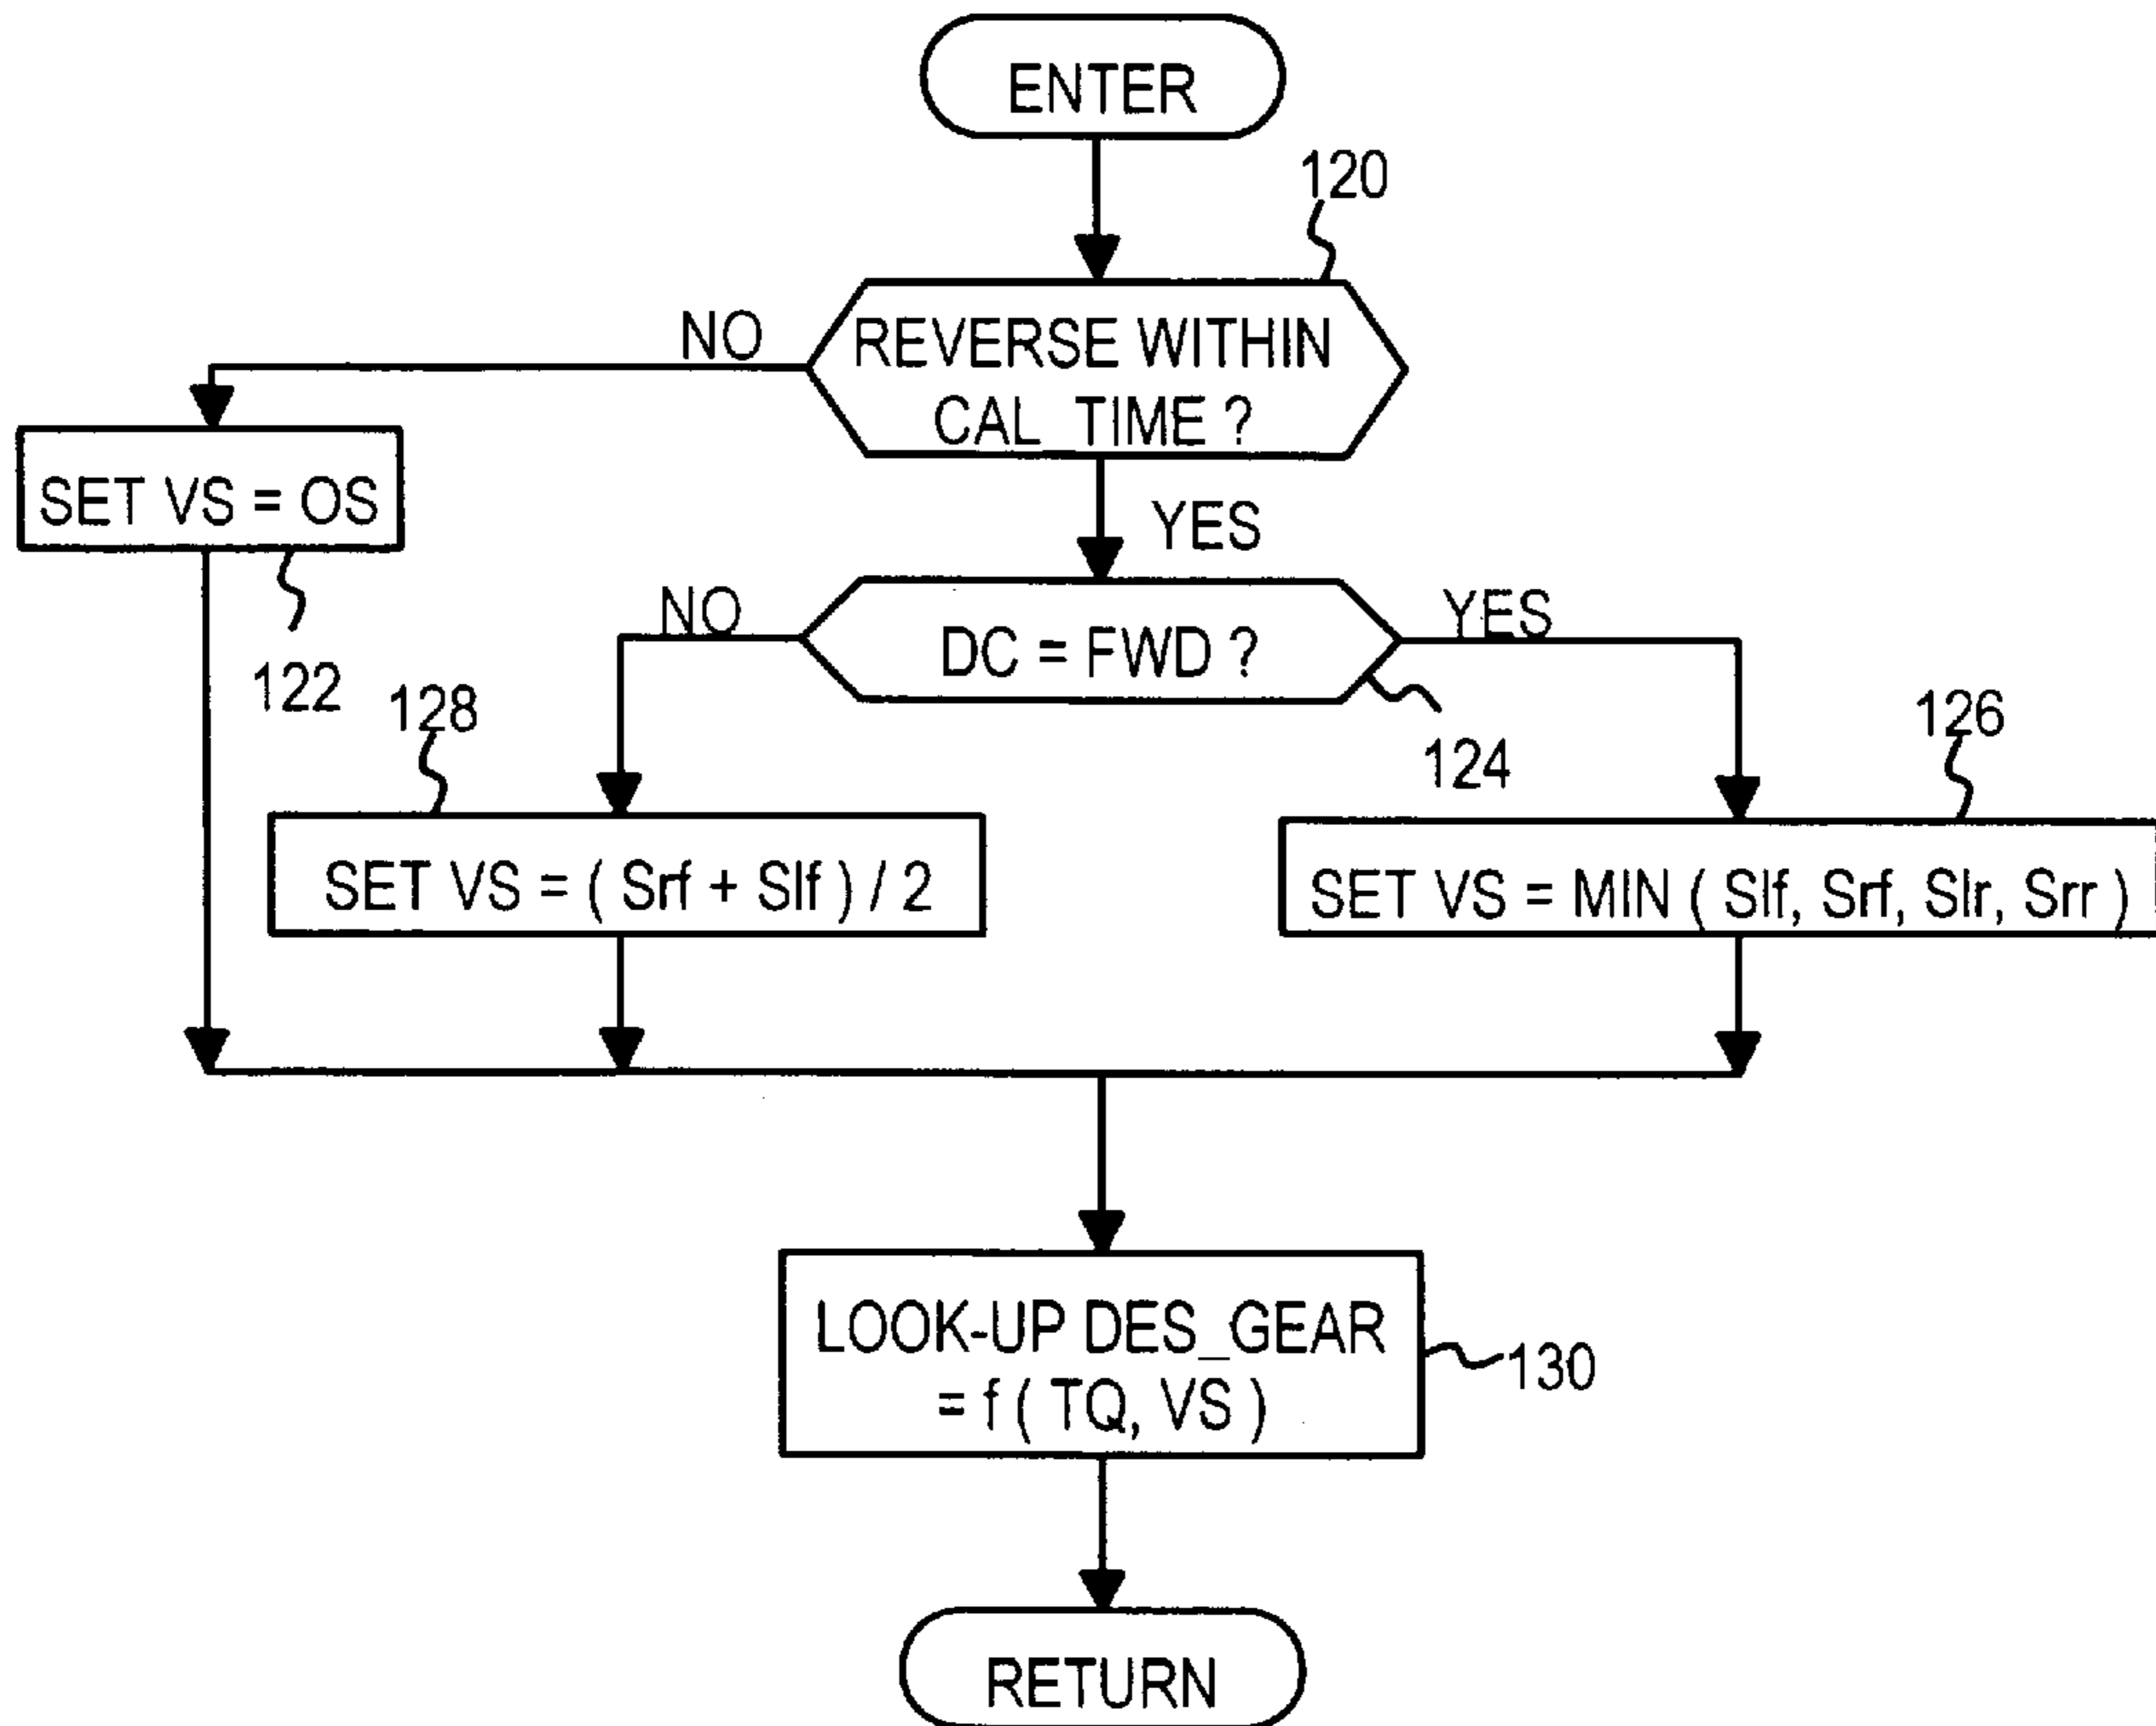 ENTER
120
NO
REVERSE WITHIN
CAL_TIME ?
YES
SET VS = OS
122
NO
DC = FWD ?
YES
124
128
126
SET VS = ( Srf + Slf ) / 2
SET VS = MIN ( Slf, Srf, Slr, Srr )
LOOK-UP DES_GEAR
= f ( TQ, VS )
130
RETURN